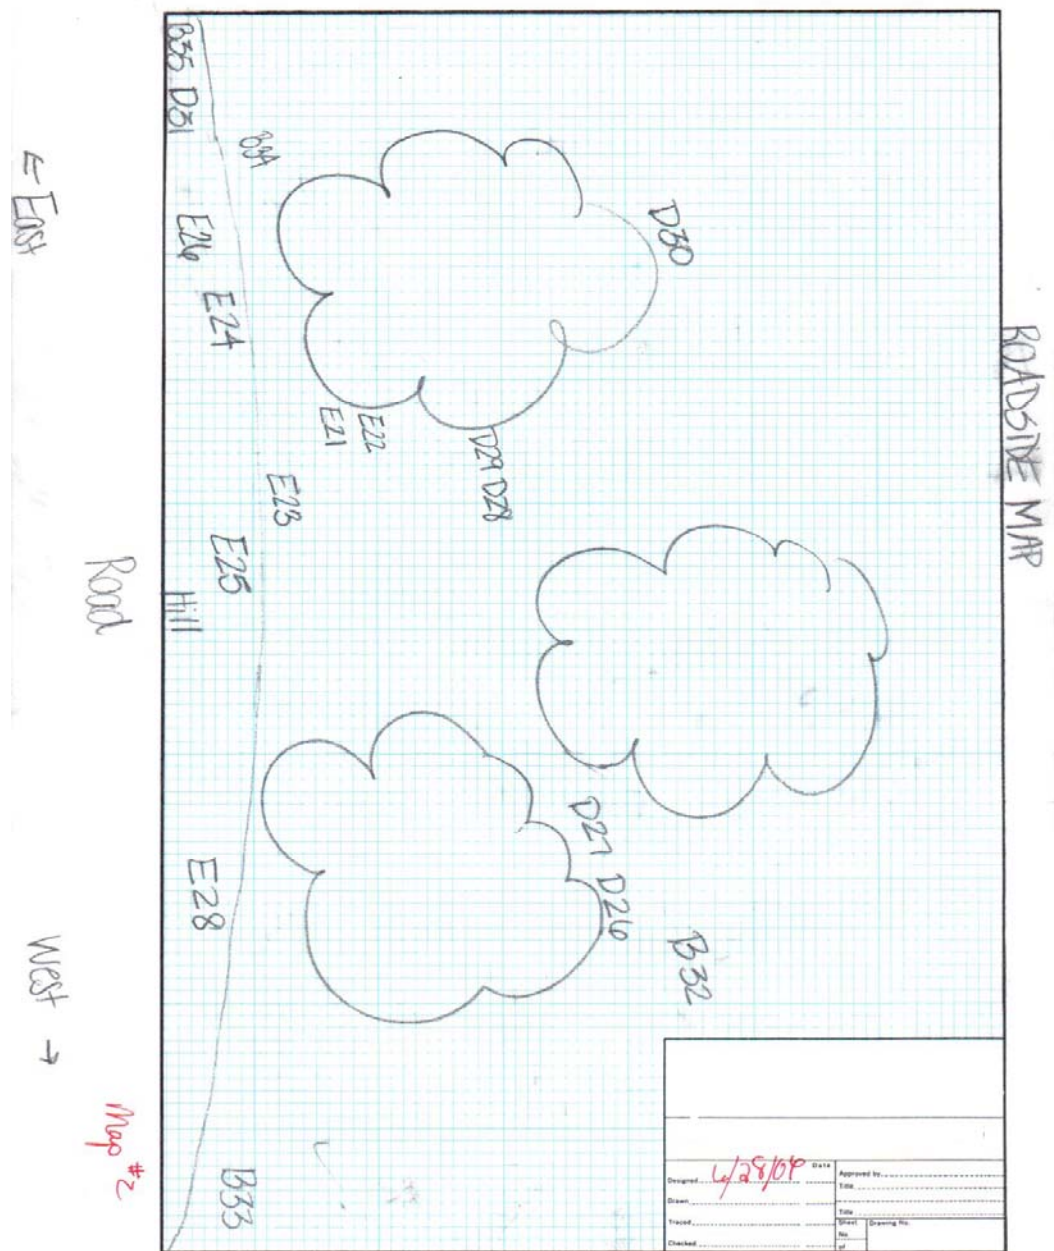 ROADSIDE MAP
B35 D31
B34
← East
E26
D30
E24
E21
E22
D29 D28
E23
E25
Road
Hill
D27 D26
E28
B32
West →
Map #2
B33
6/28/04
Date
Designed
Drawn
Traced
Checked
Approved by
Title
Title
Sheet
No.
of
Drawing No.